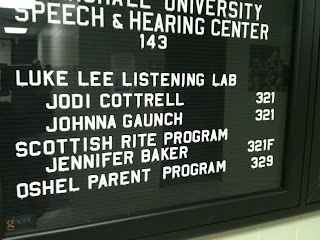 UNIVERSITY
SPEECH & HEARING CENTER
143
LUKE LEE LISTENING LAB
JODI COTTRELL 321
JOHNNA GAUNCH 321
SCOTTISH RITE PROGRAM
JENNIFER BAKER 321F
OSHEL PARENT PROGRAM 329
ghent